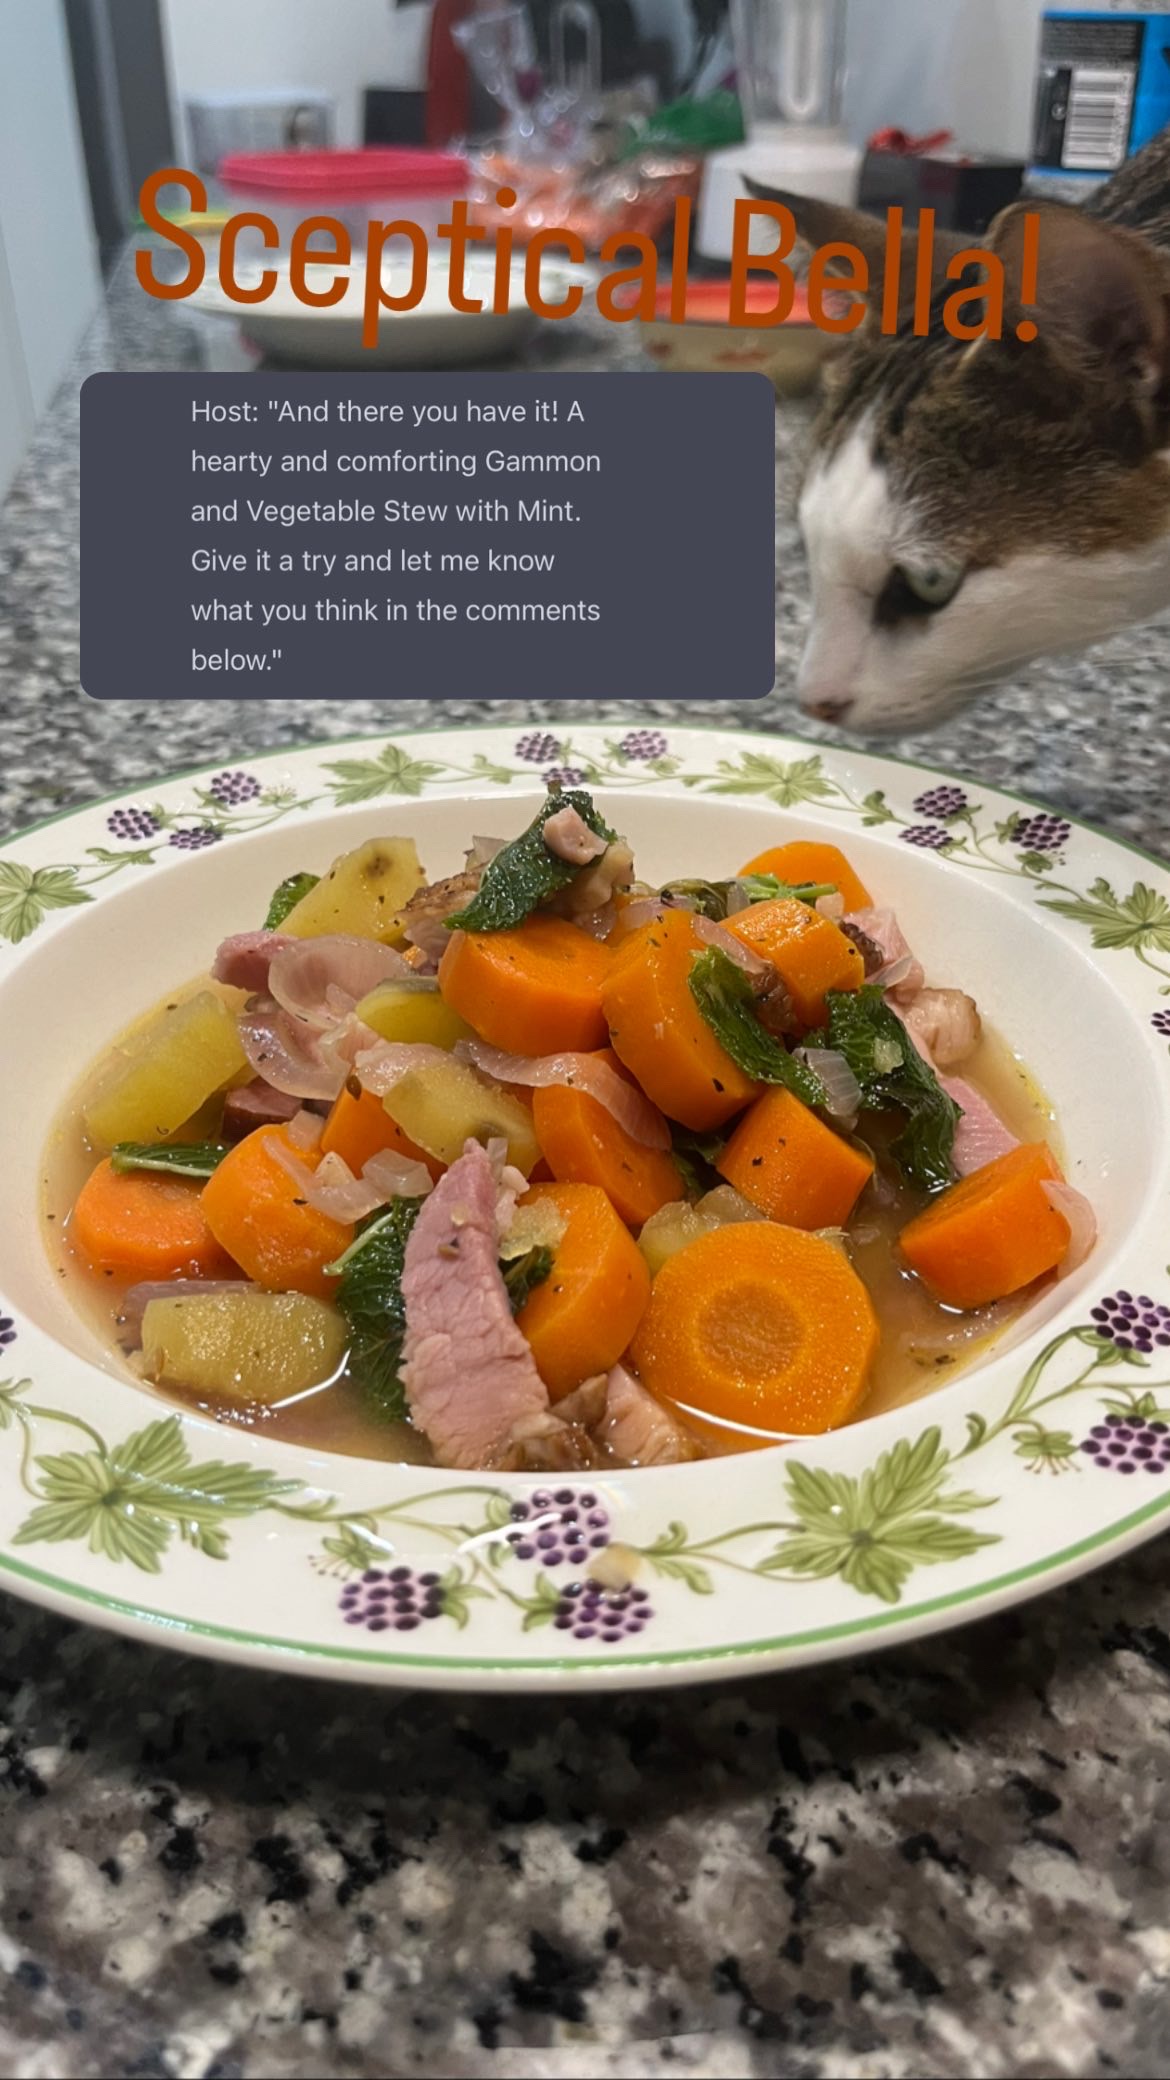 Sceptical Bella!
Host: "And there you have it! A
hearty and comforting Gammon
and Vegetable Stew with Mint.
Give it a try and let me know
what you think in the comments
below."